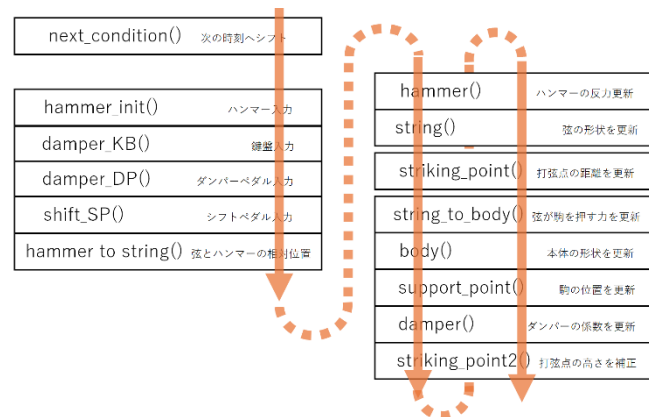 next_condition() 次の時刻へシフト
hammer_init() ハンマー入力
damper_KB() 鍵盤入力
damper_DP() ダンパーペダル入力
shift_SP() シフトペダル入力
hammer to string() 弦とハンマーの相対位置
hammer() ハンマーの反力更新
string() 弦の形状を更新
striking_point() 打弦点の距離を更新
string_to_body() 弦が駒を押す力を更新
body() 本体の形状を更新
support_point() 駒の位置を更新
damper() ダンパーの係数を更新
striking_point2() 打弦点の高さを補正